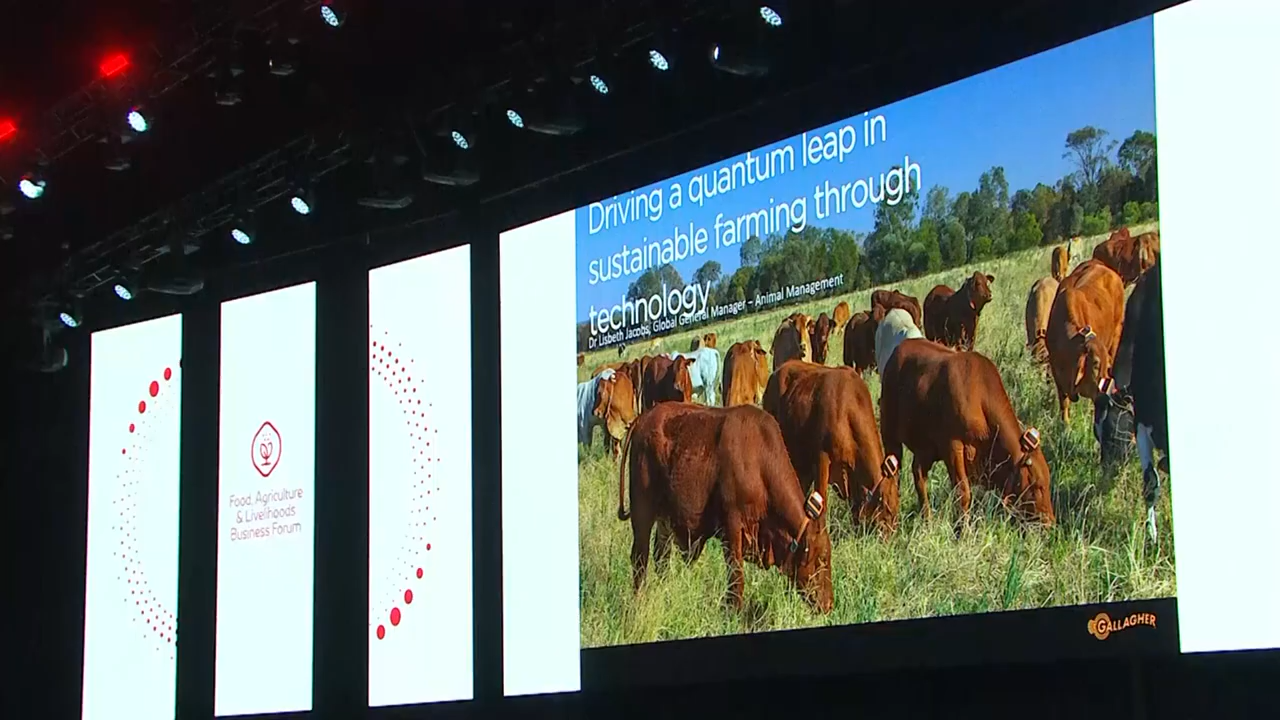 Food, Agriculture
& Livelihoods
Business Forum
Driving a quantum leap in
sustainable farming through
technology
Dr Lisbeth Jacobs, Global General Manager – Animal Management
GALLAGHER